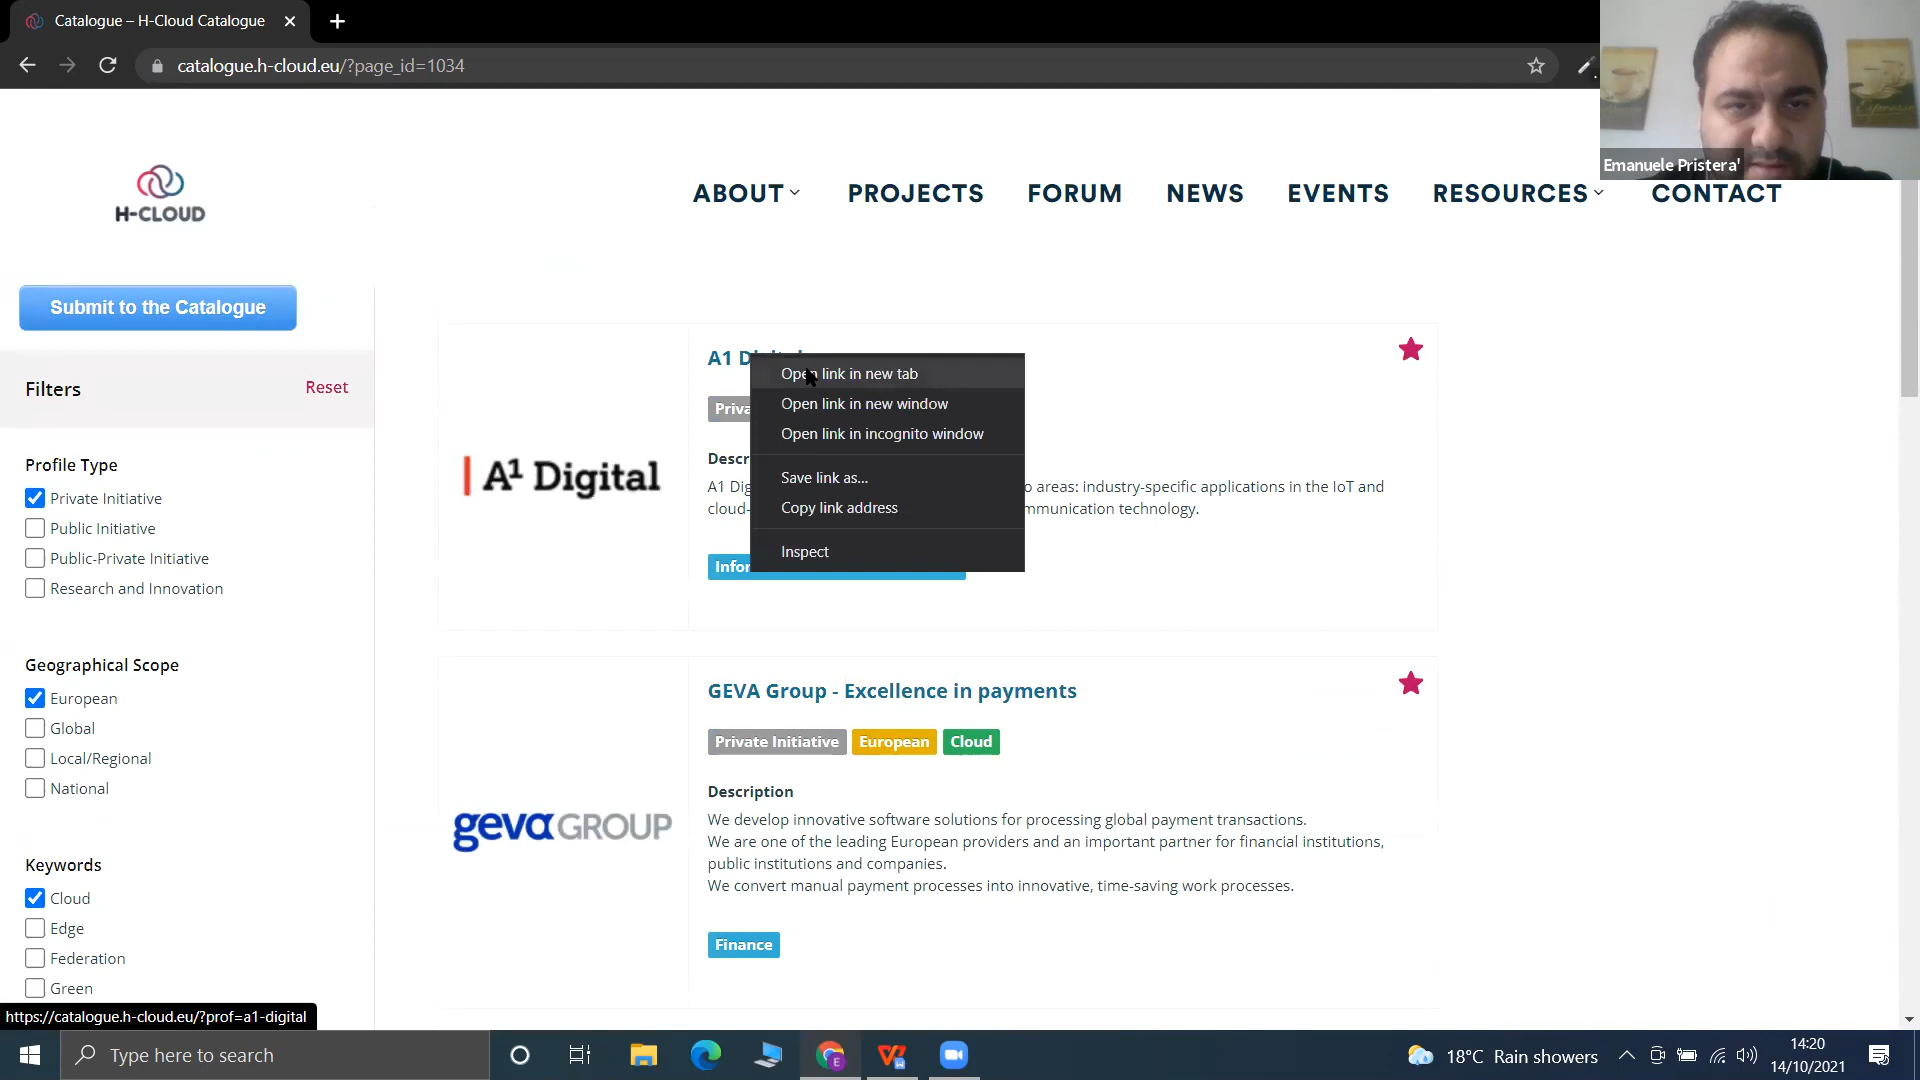 Catalogue – H-Cloud Catalogue
catalogue.h-cloud.eu/?page_id=1034
Emanuele Pristera'
H-CLOUD
ABOUT
PROJECTS
FORUM
NEWS
EVENTS
RESOURCES
CONTACT
Submit to the Catalogue
Filters
Reset
Profile Type
Private Initiative
Public Initiative
Public-Private Initiative
Research and Innovation
Geographical Scope
European
Global
Local/Regional
National
Keywords
Cloud
Edge
Federation
Green
https://catalogue.h-cloud.eu/?prof=a1-digital
A1 Digital
A1 Digital
Priva
Descr
A1 Dig o areas: industry-specific applications in the IoT and
cloud- mmunication technology.
Infor
Open link in new tab
Open link in new window
Open link in incognito window
Save link as...
Copy link address
Inspect
geva GROUP
GEVA Group - Excellence in payments
Private Initiative European Cloud
Description
We develop innovative software solutions for processing global payment transactions.
We are one of the leading European providers and an important partner for financial institutions,
public institutions and companies.
We convert manual payment processes into innovative, time-saving work processes.
Finance
Type here to search
18°C Rain showers
14:20
14/10/2021